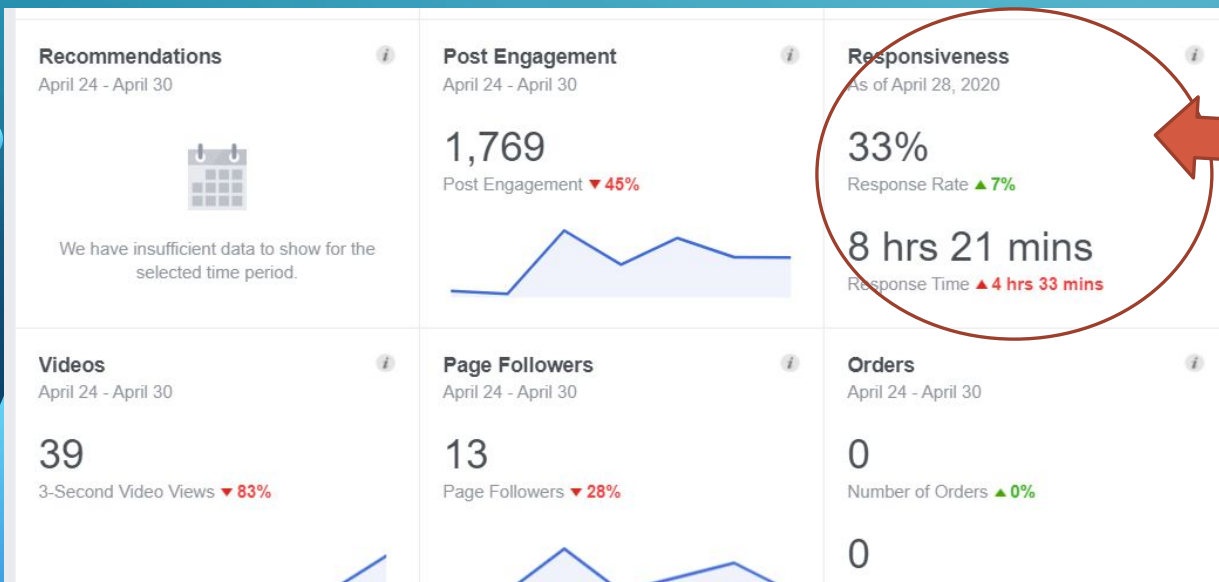 Recommendations
April 24 - April 30
We have insufficient data to show for the
selected time period.
Post Engagement
April 24 - April 30
1,769
Post Engagement ▼ 45%
Responsiveness
As of April 28, 2020
33%
Response Rate ▲ 7%
8 hrs 21 mins
Response Time ▲ 4 hrs 33 mins
Videos
April 24 - April 30
39
3-Second Video Views ▼ 83%
Page Followers
April 24 - April 30
13
Page Followers ▼ 28%
Orders
April 24 - April 30
0
Number of Orders ▲ 0%
0